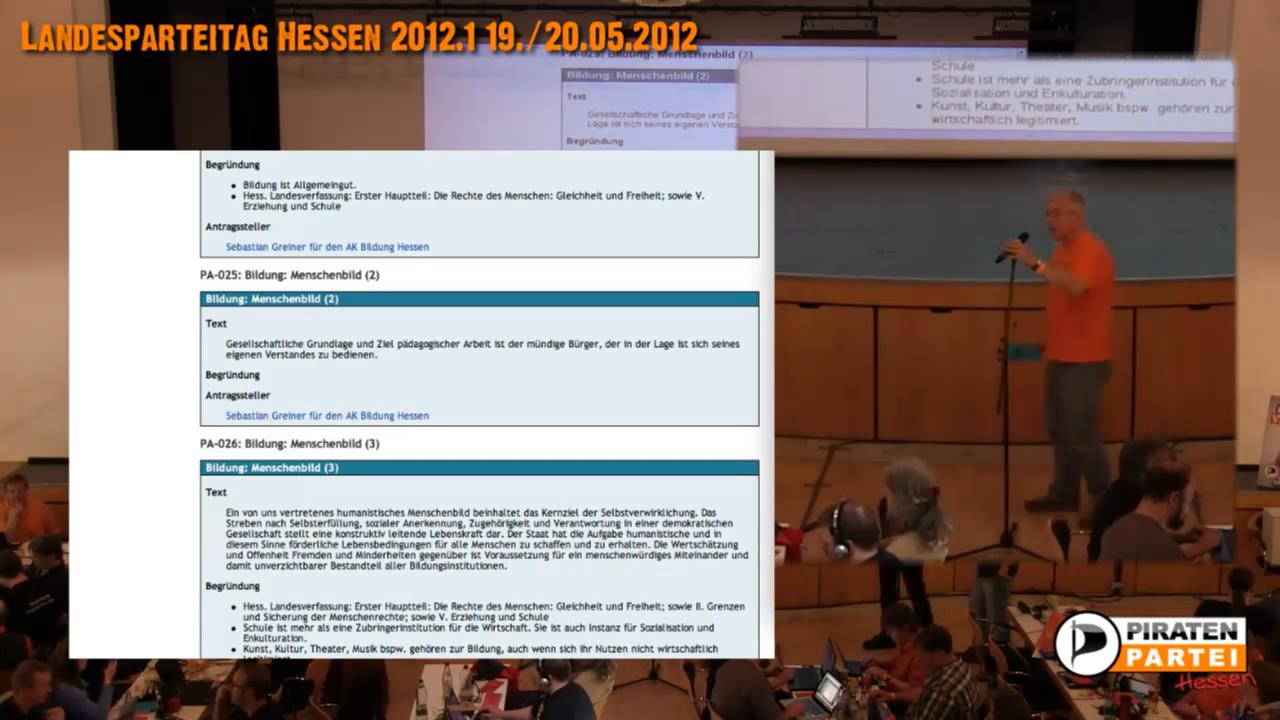 Landesparteitag Hessen 2012.1 19./20.05.2012
PA-025: Bildung: Menschenbild (2)
Bildung: Menschenbild (2)
Text
Gesellschaftliche Grundlage und
Lage ist sich seines eigenen
Begründung
Schule
• Schule ist mehr als eine Zubringerinstitution für
Sozialisation und Enkulturation.
• Kunst, Kultur, Theater, Musik bspw. gehören zur
wirtschaftlich legitimiert.
Begründung
• Bildung ist Allgemeingut.
• Hess. Landesverfassung: Erster Hauptteil: Die Rechte des Menschen: Gleichheit und Freiheit; sowie V.
Erziehung und Schule
Antragssteller
Sebastian Greiner für den AK Bildung Hessen
PA-025: Bildung: Menschenbild (2)
Bildung: Menschenbild (2)
Text
Gesellschaftliche Grundlage und Ziel pädagogischer Arbeit ist der mündige Bürger, der in der Lage ist sich seines
eigenen Verstandes zu bedienen.
Begründung
Antragssteller
Sebastian Greiner für den AK Bildung Hessen
PA-026: Bildung: Menschenbild (3)
Bildung: Menschenbild (3)
Text
Ein von uns vertretenes humanistisches Menschenbild beinhaltet das Kernziel der Selbstverwirklichung. Das
Streben nach Selbsterfüllung, sozialer Anerkennung, Zugehörigkeit und Verantwortung in einer demokratischen
Gesellschaft stellt eine konstruktiv leitende Lebenskraft dar. Der Staat hat die Aufgabe humanistische und in
diesem Sinne förderliche Lebensbedingungen für alle Menschen zu schaffen und zu erhalten. Die Wertschätzung
und Offenheit Fremden und Minderheiten gegenüber ist Voraussetzung für ein menschenwürdiges Miteinander und
damit unverzichtbarer Bestandteil aller Bildungsinstitutionen.
Begründung
• Hess. Landesverfassung: Erster Hauptteil: Die Rechte des Menschen: Gleichheit und Freiheit; sowie II. Grenzen
und Sicherung der Menschenrechte; sowie V. Erziehung und Schule
• Schule ist mehr als eine Zubringerinstitution für die Wirtschaft. Sie ist auch Instanz für Sozialisation und
Enkulturation.
• Kunst, Kultur, Theater, Musik bspw. gehören zur Bildung, auch wenn sich ihr Nutzen nicht wirtschaftlich
PIRATEN
PARTEI
Hessen